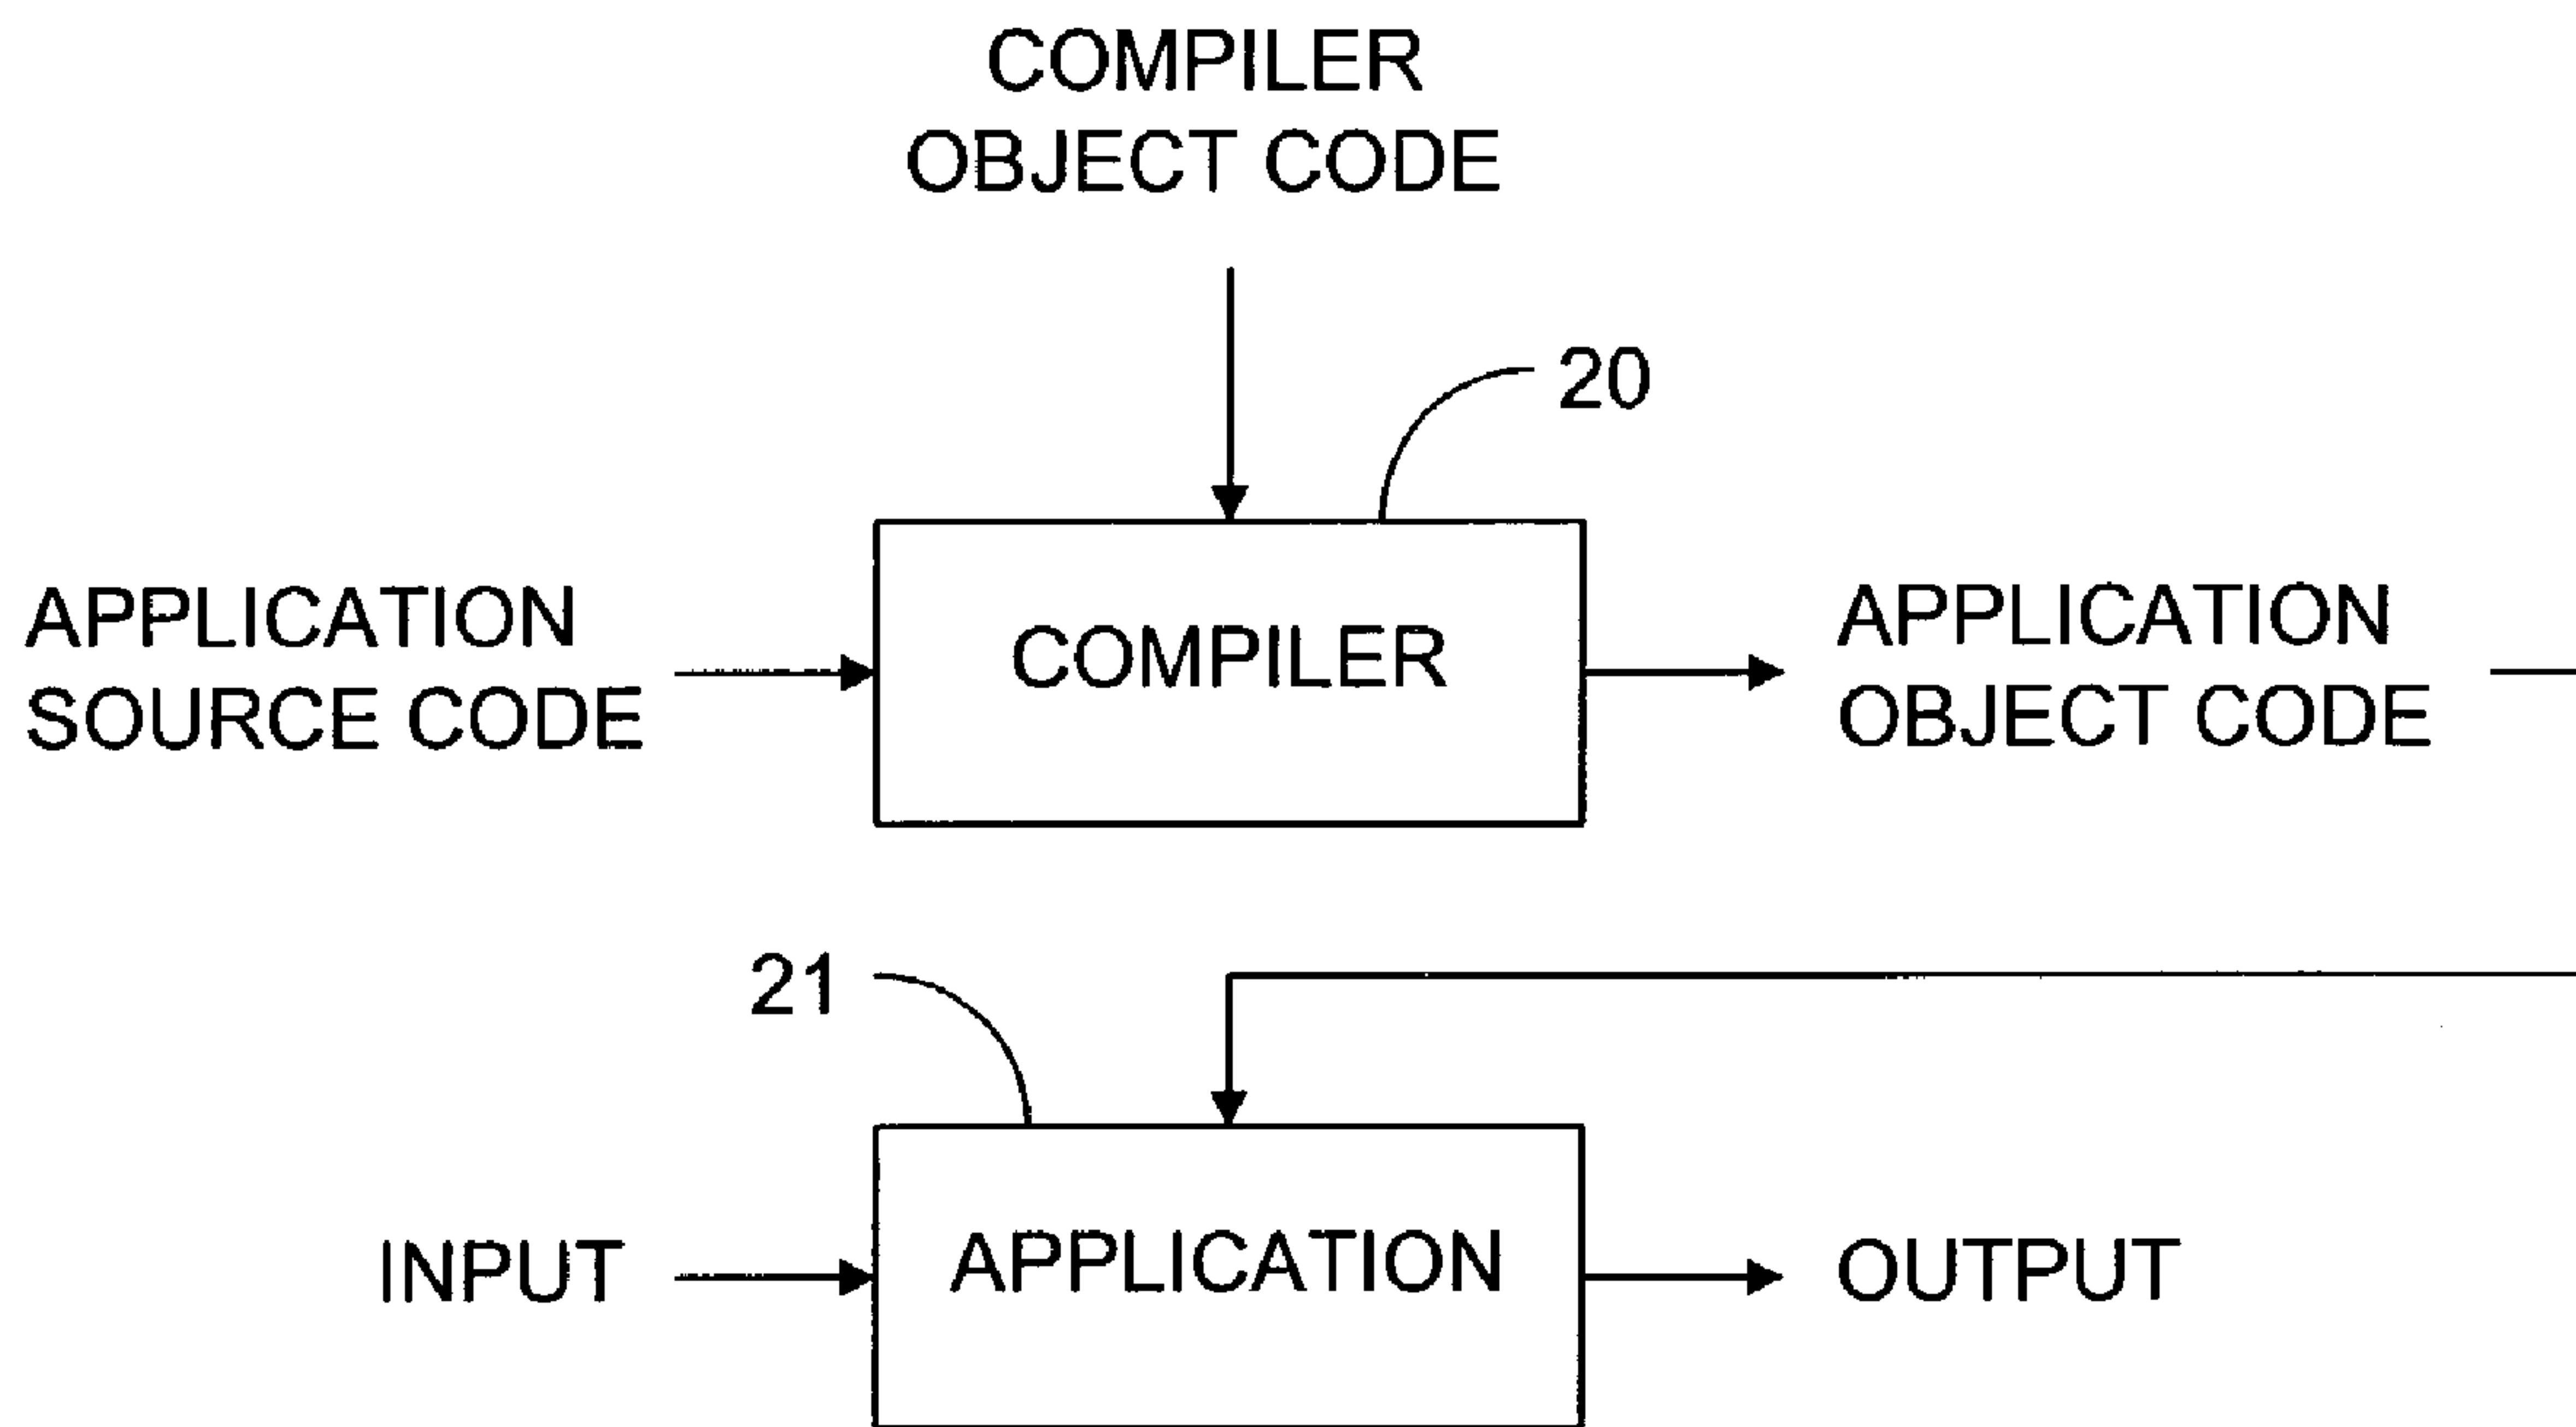 COMPILER
OBJECT CODE
20
APPLICATION
SOURCE CODE
COMPILER
APPLICATION
OBJECT CODE
21
INPUT
APPLICATION
OUTPUT